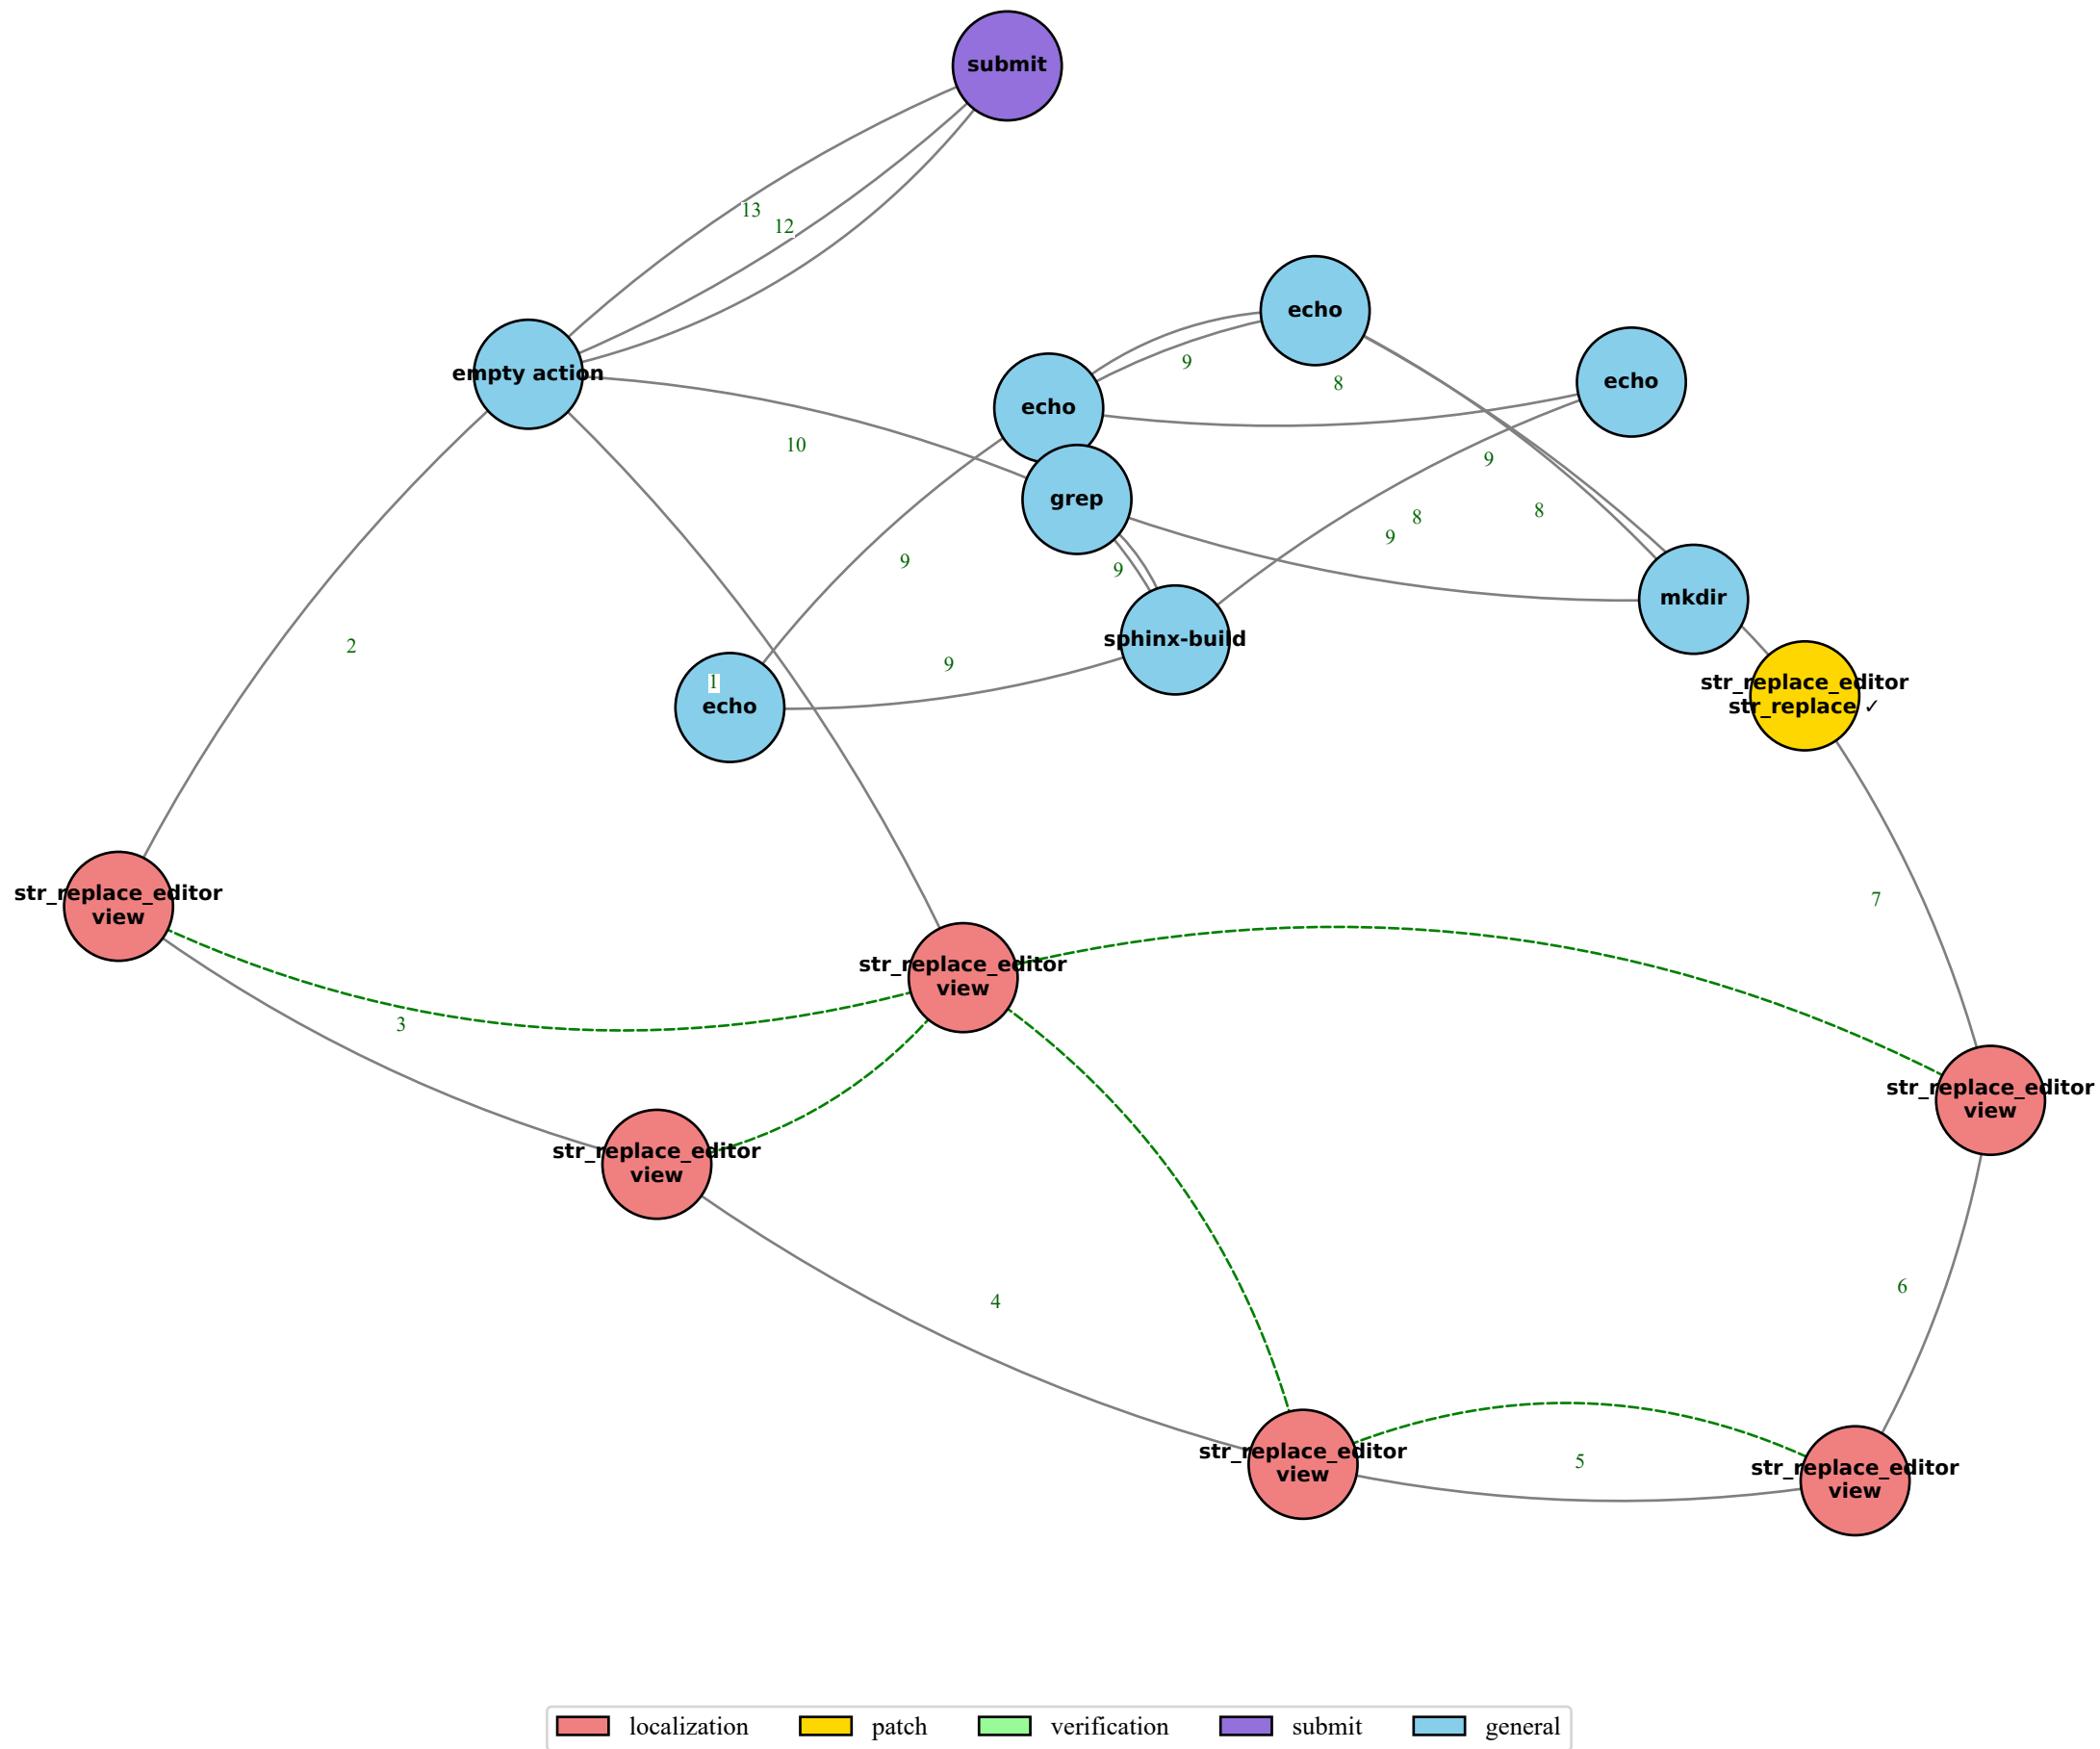 submit
13
12
echo
9
8
empty action
echo
echo
10
9
grep
8
8
9
9
9
mkdir
sphinx-build
2
9
1
echo
str_replace_editor
str_replace ✓
7
str_replace_editor
view
str_replace_editor
view
3
str_replace_editor
view
str_replace_editor
view
6
4
str_replace_editor
view
5
str_replace_editor
view
localization
patch
verification
submit
general